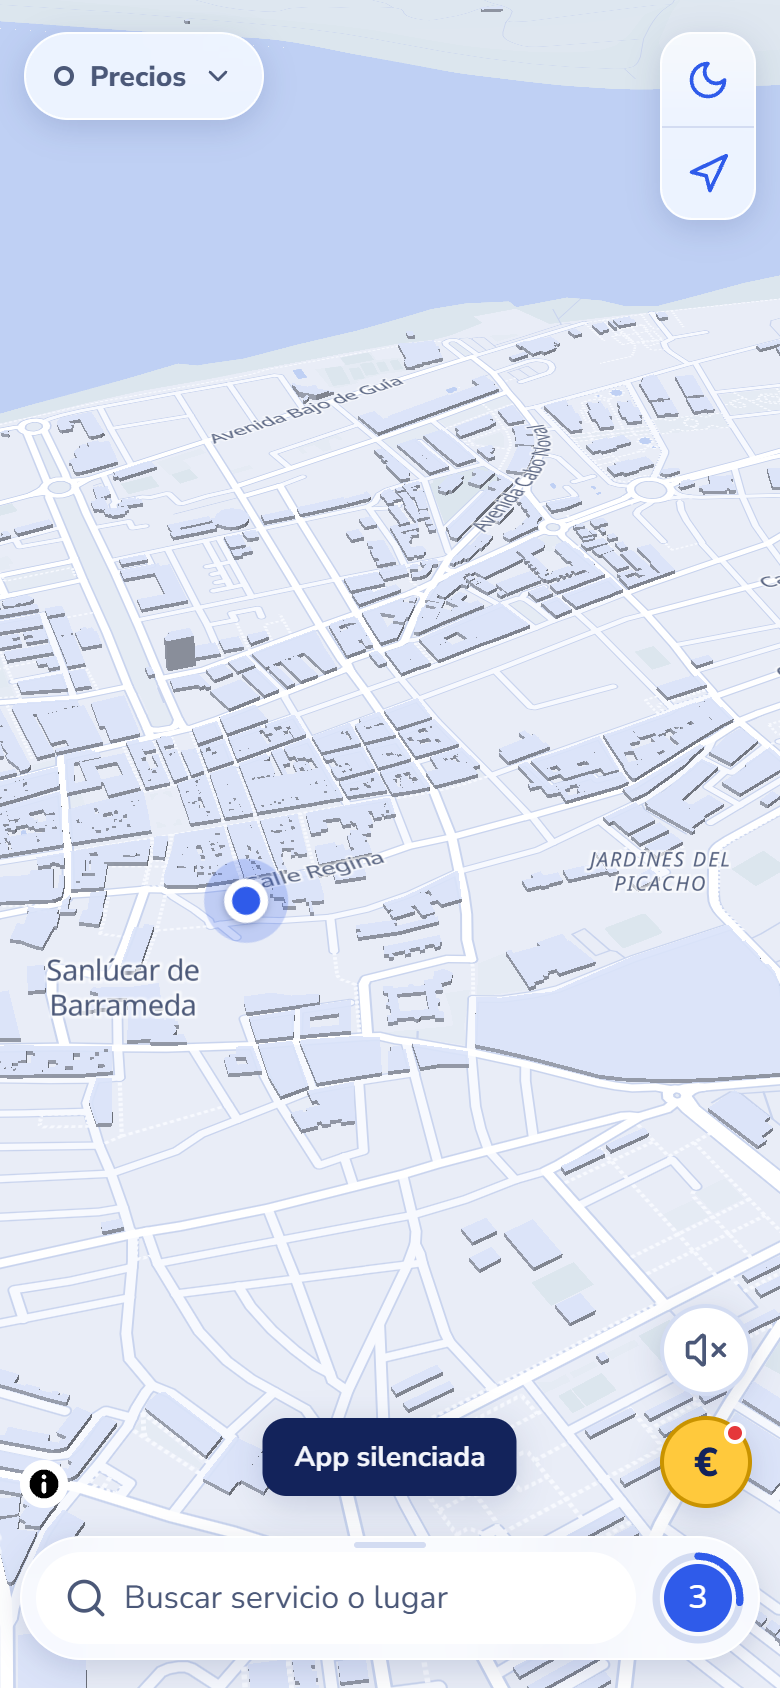 Precios
Avenida Bajo de Guía
Avenida Cabo Noval
Calle Regina
JARDINES DEL
PICACHO
Sanlúcar de
Barrameda
App silenciada
€
Buscar servicio o lugar
3